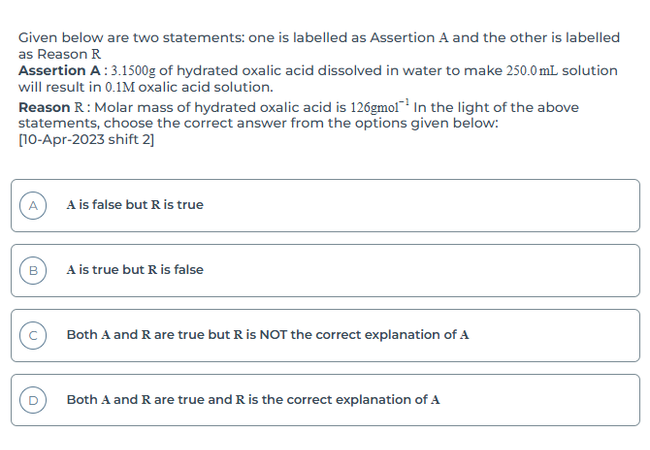 Given below are two statements: one is labelled as Assertion A and the other is labelled
as Reason R
Assertion A : 3.1500g of hydrated oxalic acid dissolved in water to make 250.0 mL solution
will result in 0.1M oxalic acid solution.
Reason R : Molar mass of hydrated oxalic acid is 126gmol⁻¹ In the light of the above
statements, choose the correct answer from the options given below:
[10-Apr-2023 shift 2]
A A is false but R is true
B A is true but R is false
C Both A and R are true but R is NOT the correct explanation of A
D Both A and R are true and R is the correct explanation of A